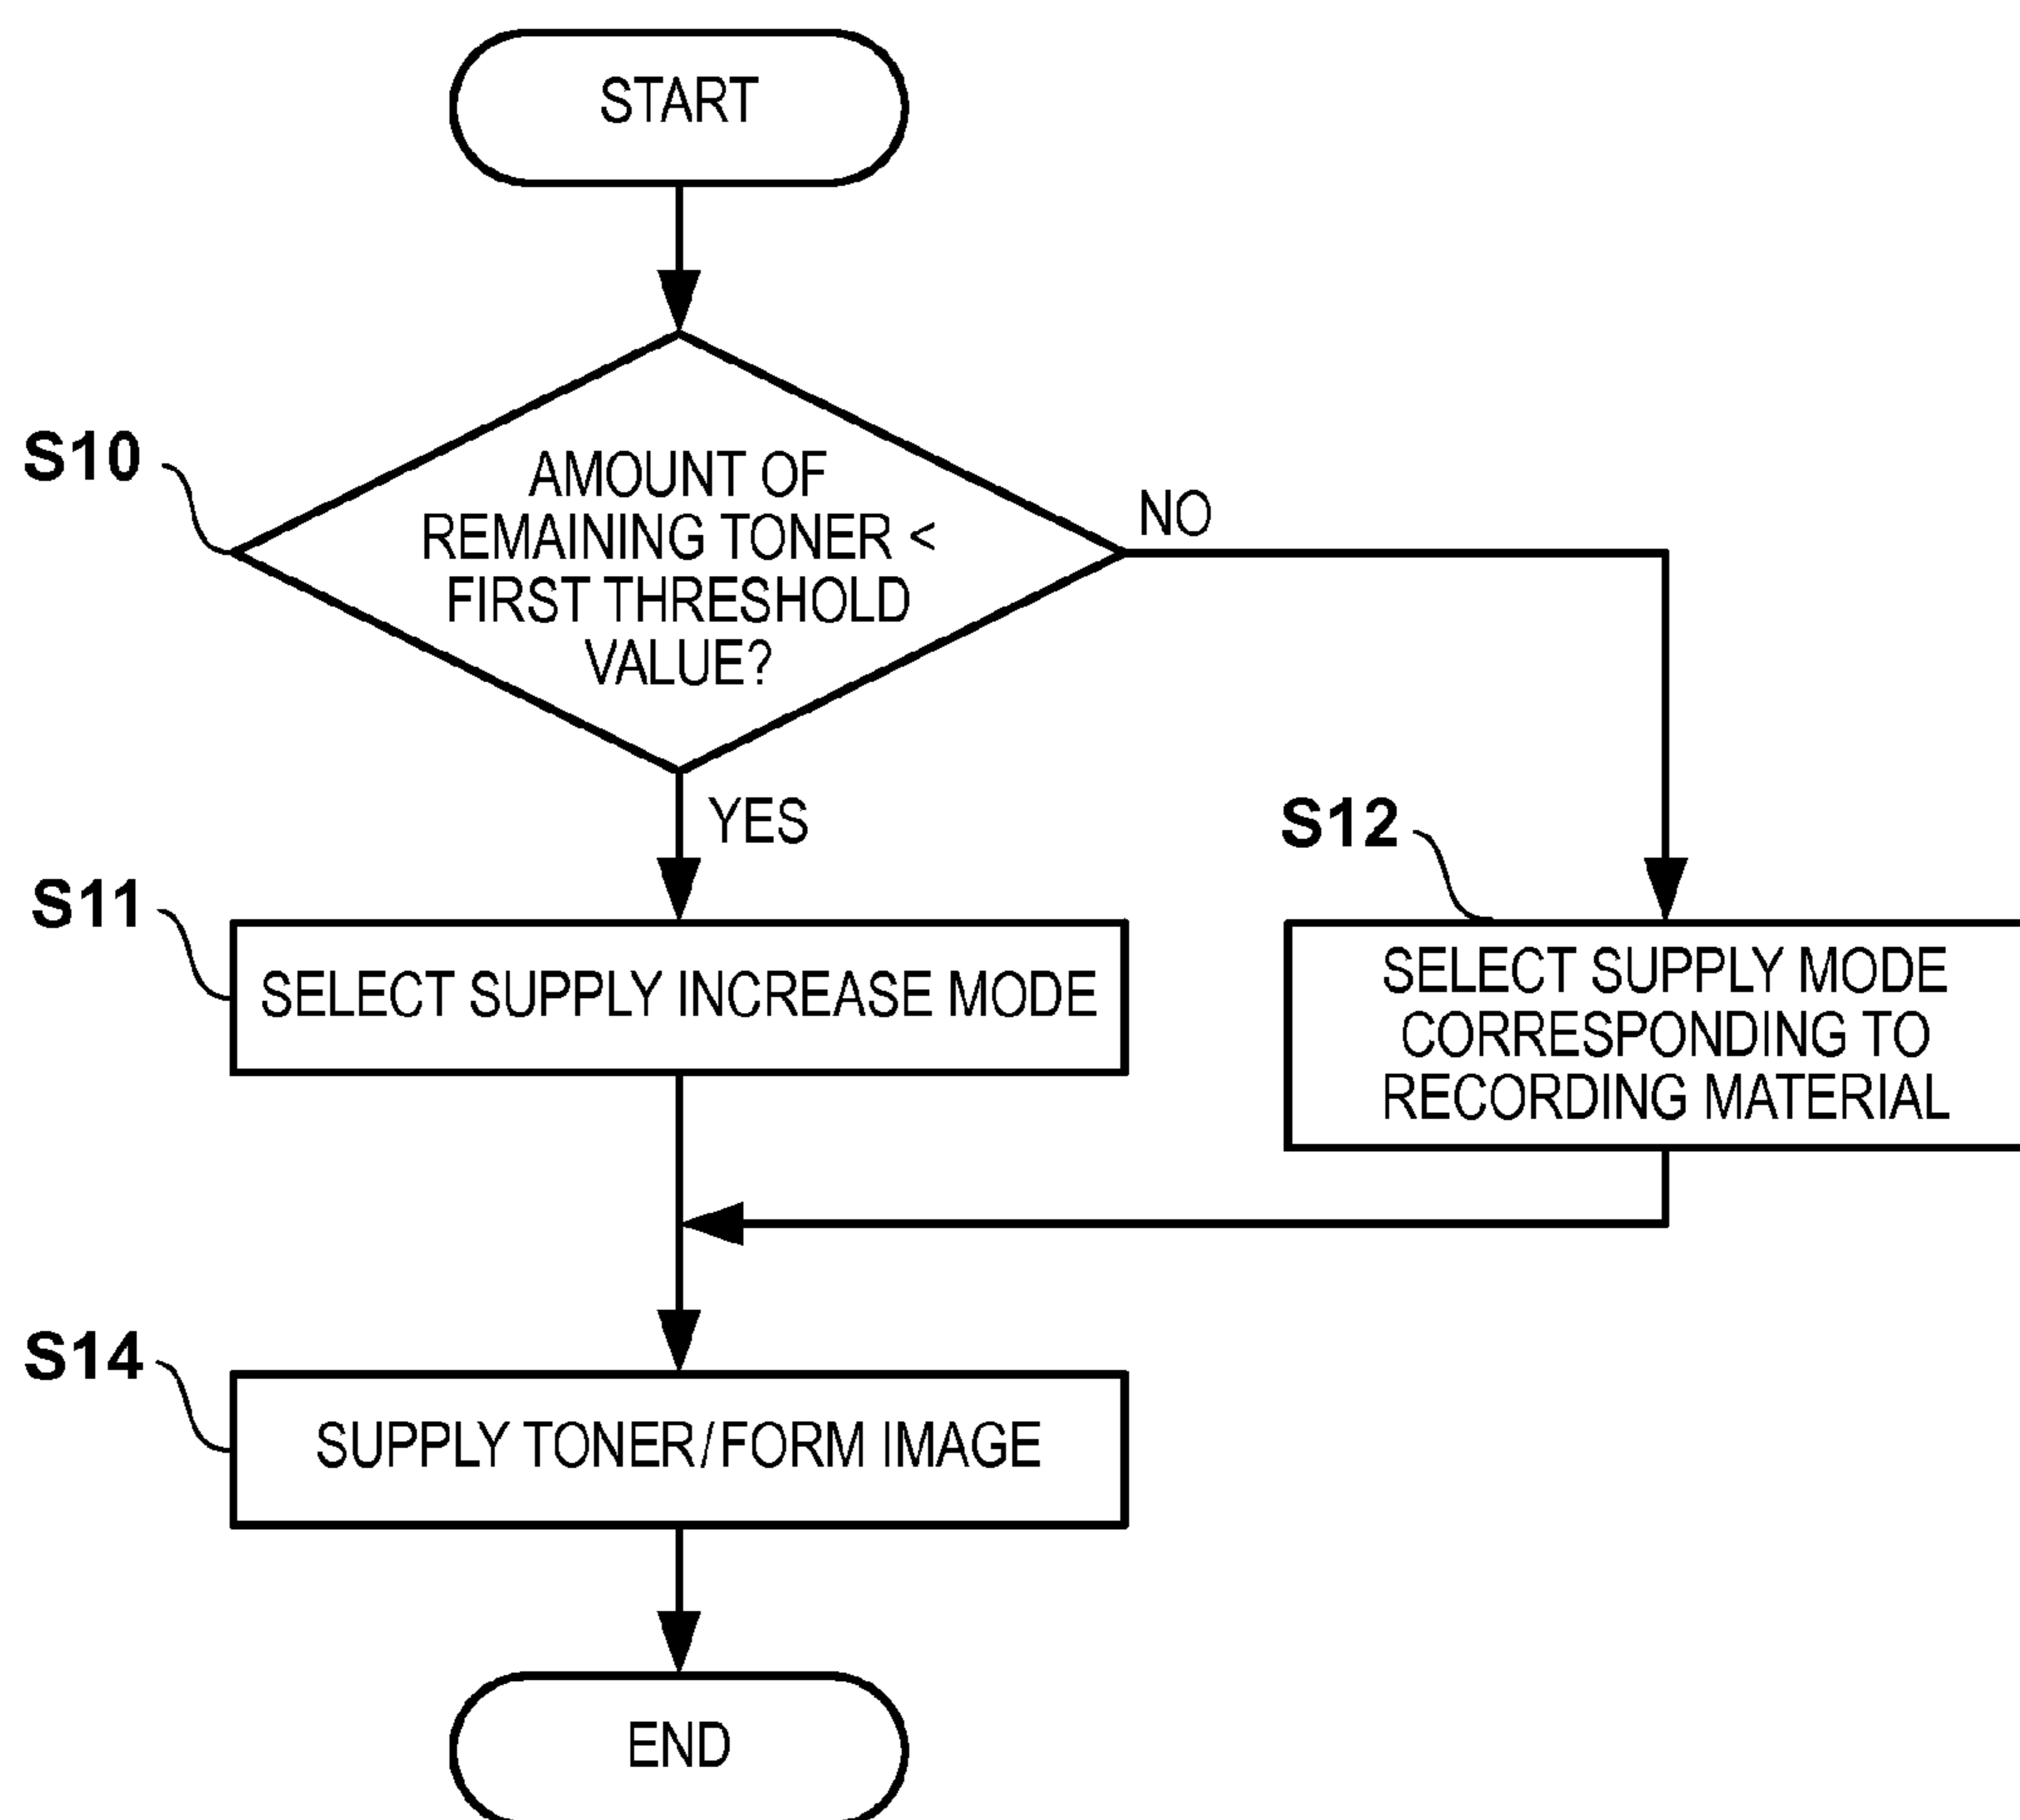 START
S10
AMOUNT OF
REMAINING TONER <
FIRST THRESHOLD
VALUE?
NO
YES
S11
SELECT SUPPLY INCREASE MODE
S12
SELECT SUPPLY MODE
CORRESPONDING TO
RECORDING MATERIAL
S14
SUPPLY TONER/FORM IMAGE
END